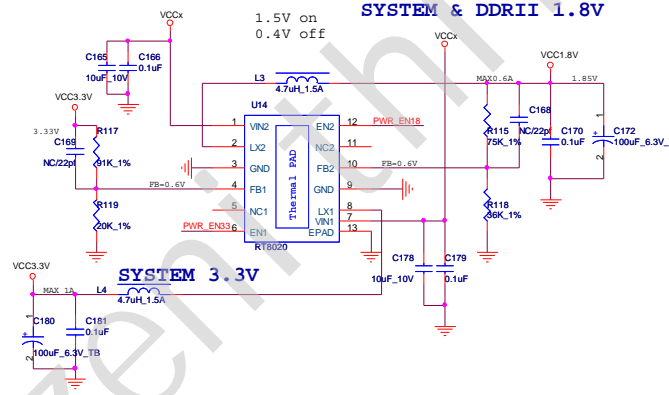 SYSTEM & DDRII 1.8V
1.5V on
0.4V off
VCCx
C165
C166
0.1uF
10uF_10V
VCCx
VCC1.8V
L3
4.7uH_1.5A
MAX0.6A
1.85V
VCC3.3V
3.33V
R117
C169
NC/22pf
91K_1%
FB=0.6V
R119
20K_1%
U14
1 VIN2 EN2 12 PWR_EN18
2 LX2 NC2 11
3 GND FB2 10 FB=0.6V
4 FB1 GND 9
5 NC1 LX1 8
VIN1 7
PWR_EN33 6 EN1 EPAD 13
Thermal PAD
RT8020
R115
75K_1%
C168
NC/22pf
C170
0.1uF
1
+
C172
100uF_6.3V_
2
R118
36K_1%
C178
10uF_10V
C179
0.1uF
VCC3.3V
SYSTEM 3.3V
MAX 1A
L4
4.7uH_1.5A
1
+
C180
100uF_6.3V_TB
2
C181
0.1uF
zenithi